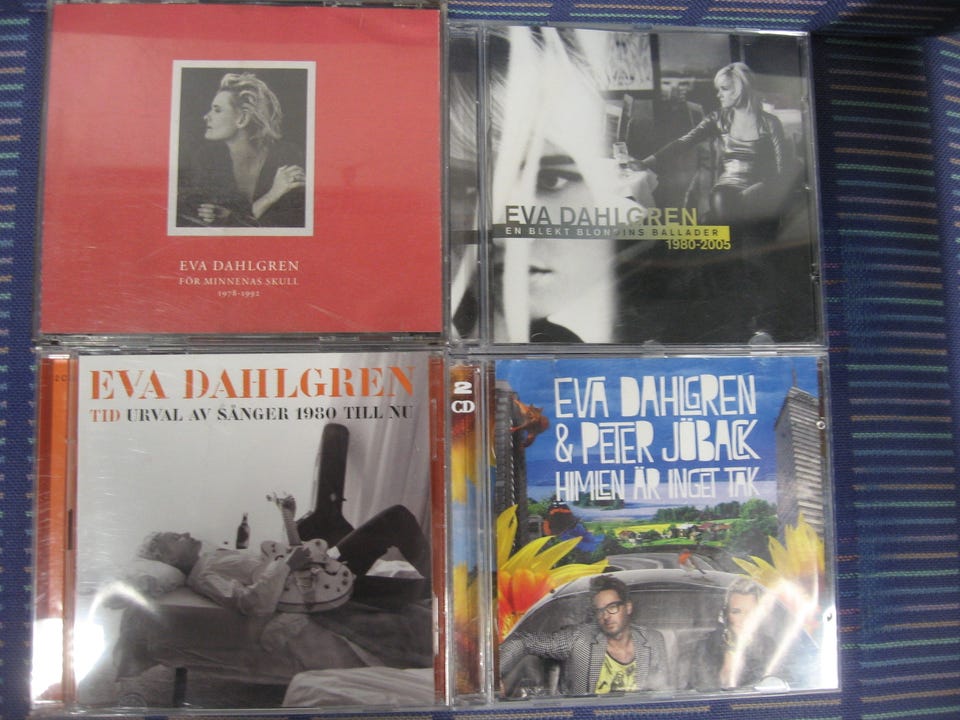 EVA DAHLGREN
FÖR MINNENAS SKULL
1978-1992
EVA DAHLGREN
EN BLEKT BLONDINS BALLADER
1980-2005
EVA DAHLGREN
TID URVAL AV SÅNGER 1980 TILL NU
2
CD
EVA DAHLGREN
& PETER JÖBACK
HIMLEN ÄR INGET TAK